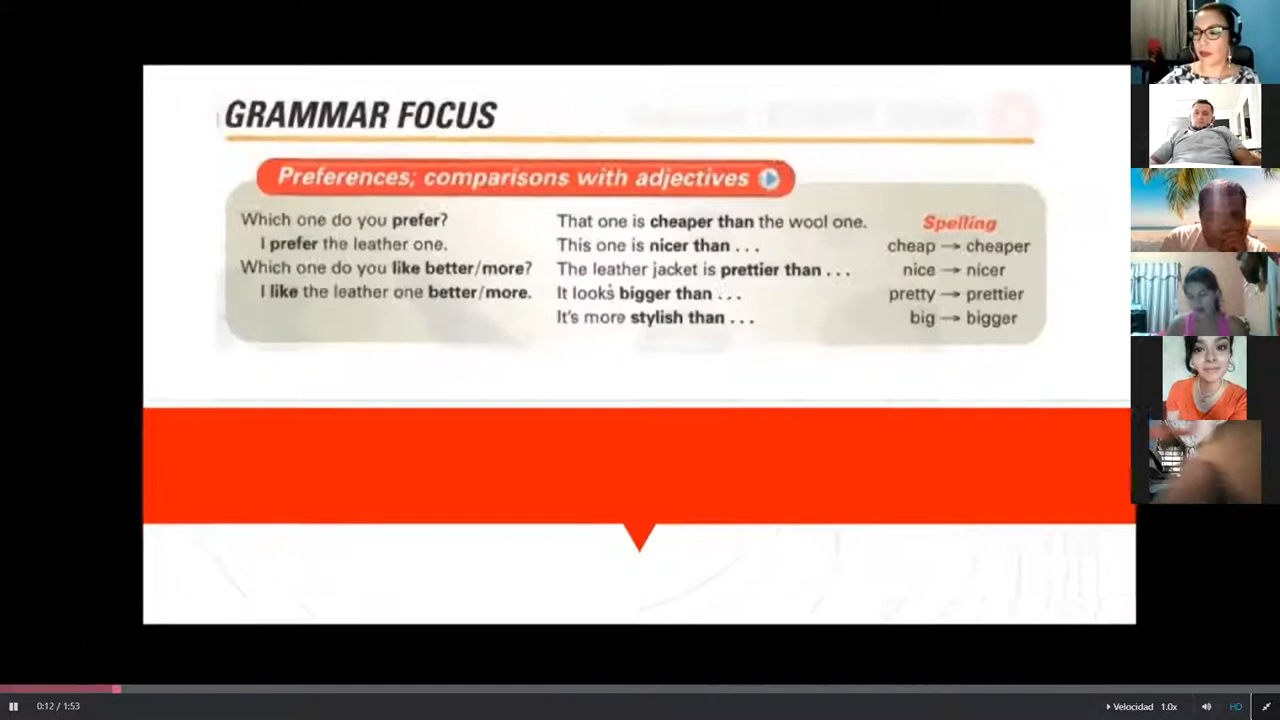 GRAMMAR FOCUS
Preferences; comparisons with adjectives
Which one do you prefer?
I prefer the leather one.
Which one do you like better/more?
I like the leather one better/more.
That one is cheaper than the wool one.
This one is nicer than . . .
The leather jacket is prettier than . . .
It looks bigger than . . .
It's more stylish than . . .
Spelling
cheap → cheaper
nice → nicer
pretty → prettier
big → bigger
0:12 / 1:53
Velocidad 1.0x
HD